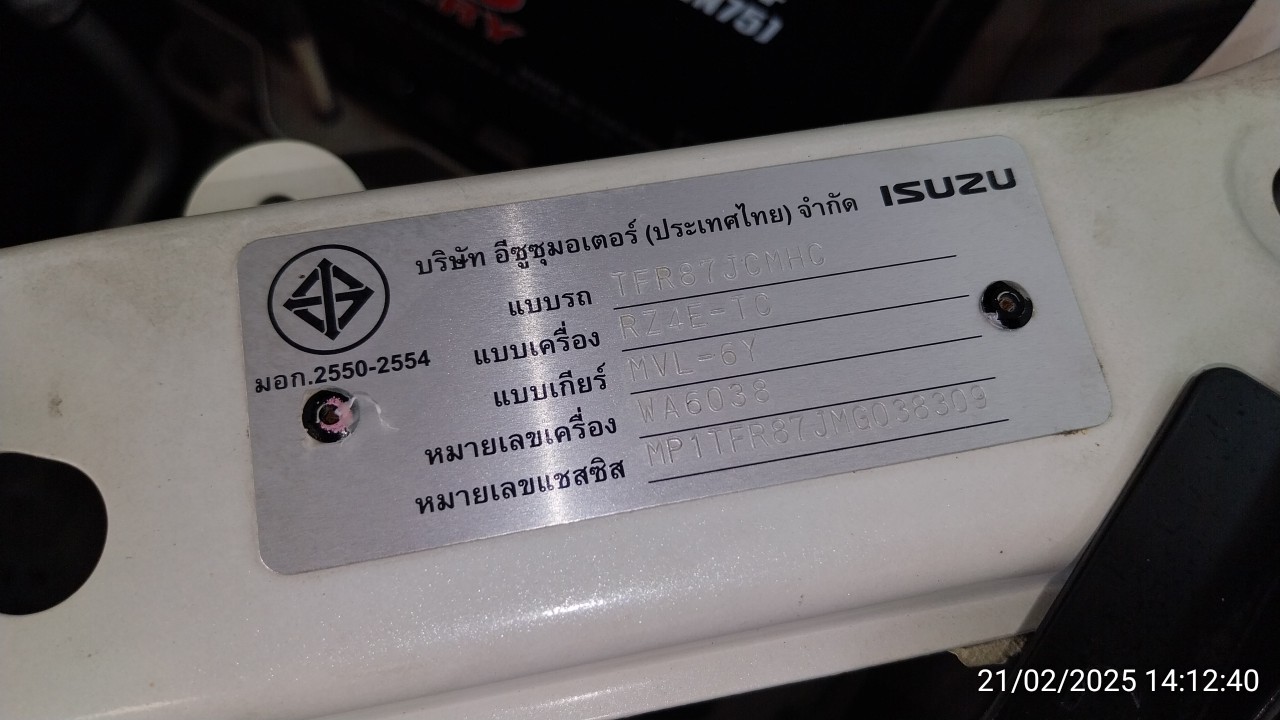 M75)
บริษัท อีซูซุมอเตอร์ (ประเทศไทย) จำกัด ISUZU
แบบรถ TFR87JCMHC
แบบเครื่อง RZ4E-TC
แบบเกียร์ MVL-6Y
หมายเลขเครื่อง WA6038
หมายเลขแชสซิส MP1TFR87JMG038309
มอก.2550-2554
21/02/2025 14:12:40